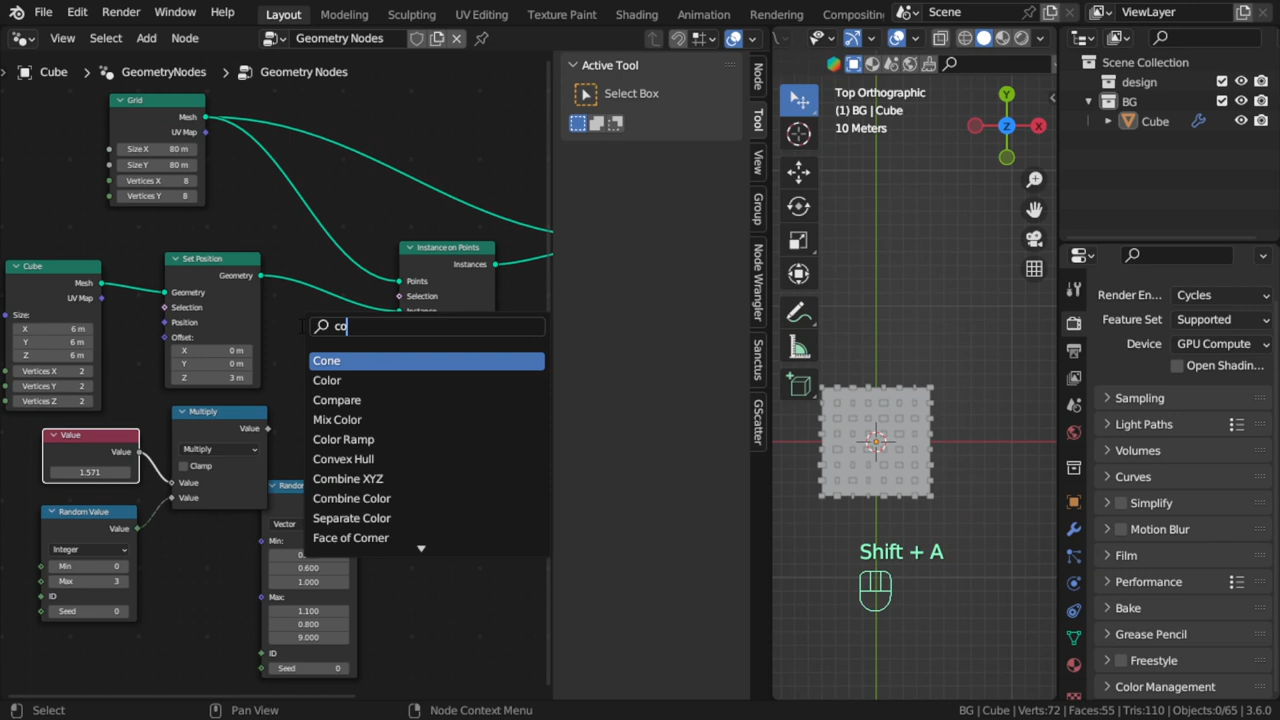 File Edit Render Window Help Layout Modeling Sculpting UV Editing Texture Paint Shading Animation Rendering Compositing Scene ViewLayer
View Select Add Node Geometry Nodes
Cube GeometryNodes Geometry Nodes
Grid
Mesh
UV Map
Size X 80 m
Size Y 80 m
Vertices X 8
Vertices Y 8
Cube
Mesh
UV Map
Size:
X 6 m
Y 6 m
Z 6 m
Vertices X 2
Vertices Y 2
Vertices Z 2
Set Position
Geometry
Geometry
Selection
Position
Offset:
X 0 m
Y 0 m
Z 3 m
Instance on Points
Instances
Points
Selection
Instance
Multiply
Value
Multiply
Clamp
Value
Value
Value
Value
1.571
Random Value
Value
Integer
Min 0
Max 3
ID
Seed 0
Vector
Min:
0.600
1.000
Max:
1.100
0.800
9.000
ID
Seed 0
co
Cone
Color
Compare
Mix Color
Color Ramp
Convex Hull
Combine XYZ
Combine Color
Separate Color
Face of Corner
Active Tool
Select Box
Node
Tool
View
Group
Node Wrangler
Sanctus
GScatter
Top Orthographic
(1) BG | Cube
10 Meters
Y
X
Z
Shift + A
Scene Collection
design
BG
Cube
Render En... Cycles
Feature Set Supported
Device GPU Compute
Open Shadin...
Sampling
Light Paths
Volumes
Curves
Simplify
Motion Blur
Film
Performance
Bake
Grease Pencil
Freestyle
Color Management
Select Pan View Node Context Menu BG | Cube | Verts:72 | Faces:55 | Tris:110 | Objects:0/65 | 3.6.0